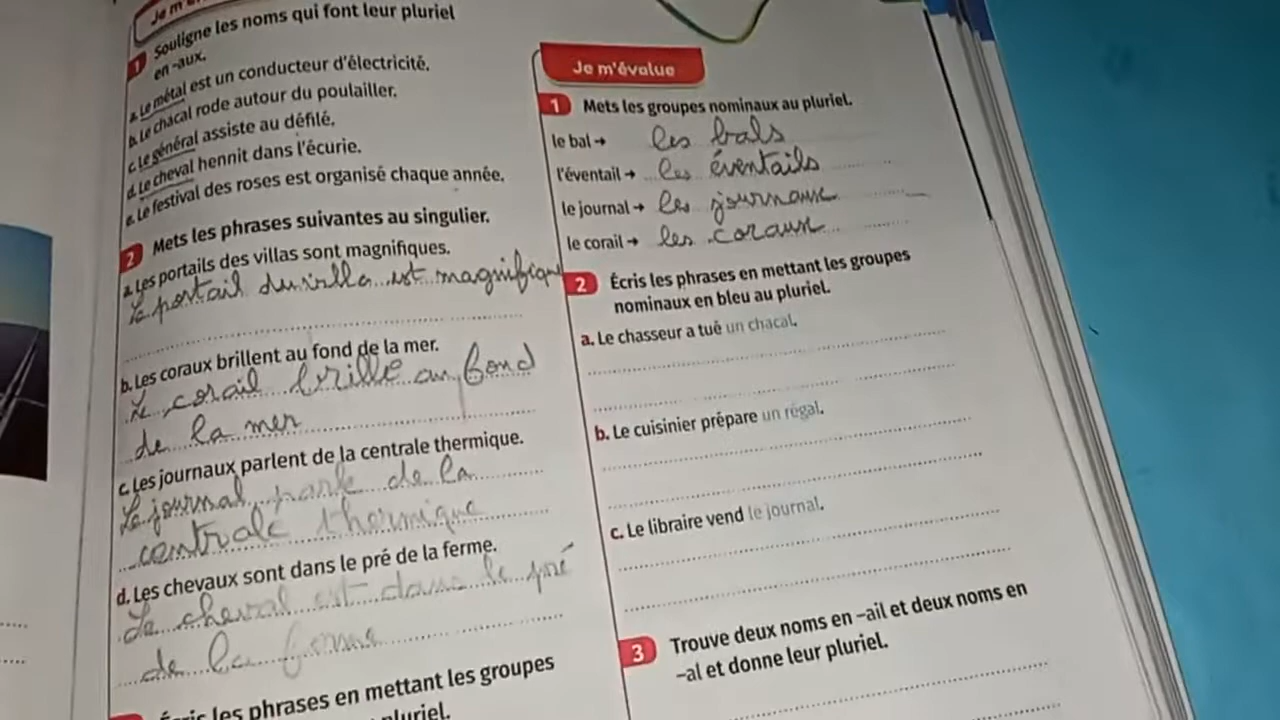 Je m'
1 Souligne les noms qui font leur pluriel
en -aux.
a. Le métal est un conducteur d'électricité.
b. Le chacal rode autour du poulailler.
c. Le général assiste au défilé.
d. Le cheval hennit dans l'écurie.
e. Le festival des roses est organisé chaque année.
2 Mets les phrases suivantes au singulier.
a. Les portails des villas sont magnifiques.
Le portail du villa est magnifique
b. Les coraux brillent au fond de la mer.
Le corail brille au fond
de la mer
c. Les journaux parlent de la centrale thermique.
Le journal parle de la
centrale thermique
d. Les chevaux sont dans le pré de la ferme.
Le cheval est dans le pré
de la ferme
les phrases en mettant les groupes
pluriel.
Je m'évalue
1 Mets les groupes nominaux au pluriel.
le bal → les bals
l'éventail → les éventails
le journal → les journaux
le corail → les coraux
2 Écris les phrases en mettant les groupes
nominaux en bleu au pluriel.
a. Le chasseur a tué un chacal.
b. Le cuisinier prépare un régal.
c. Le libraire vend le journal.
3 Trouve deux noms en -ail et deux noms en
-al et donne leur pluriel.